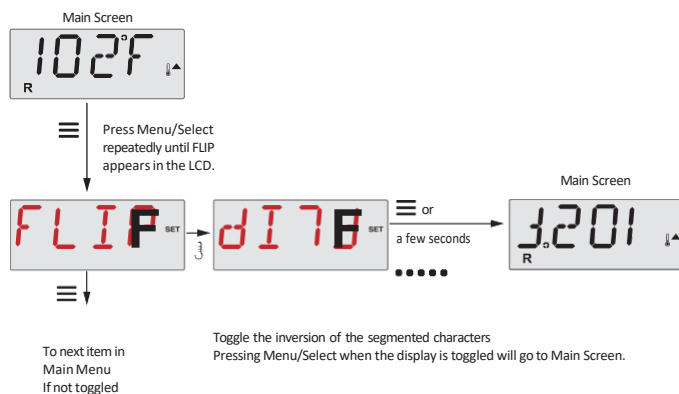 Main Screen
102°F
R
Press Menu/Select
repeatedly until FLIP
appears in the LCD.
Main Screen
FLIP F SET
F SET
or
a few seconds
R
To next item in
Main Menu
If not toggled
Toggle the inversion of the segmented characters
Pressing Menu/Select when the display is toggled will go to Main Screen.